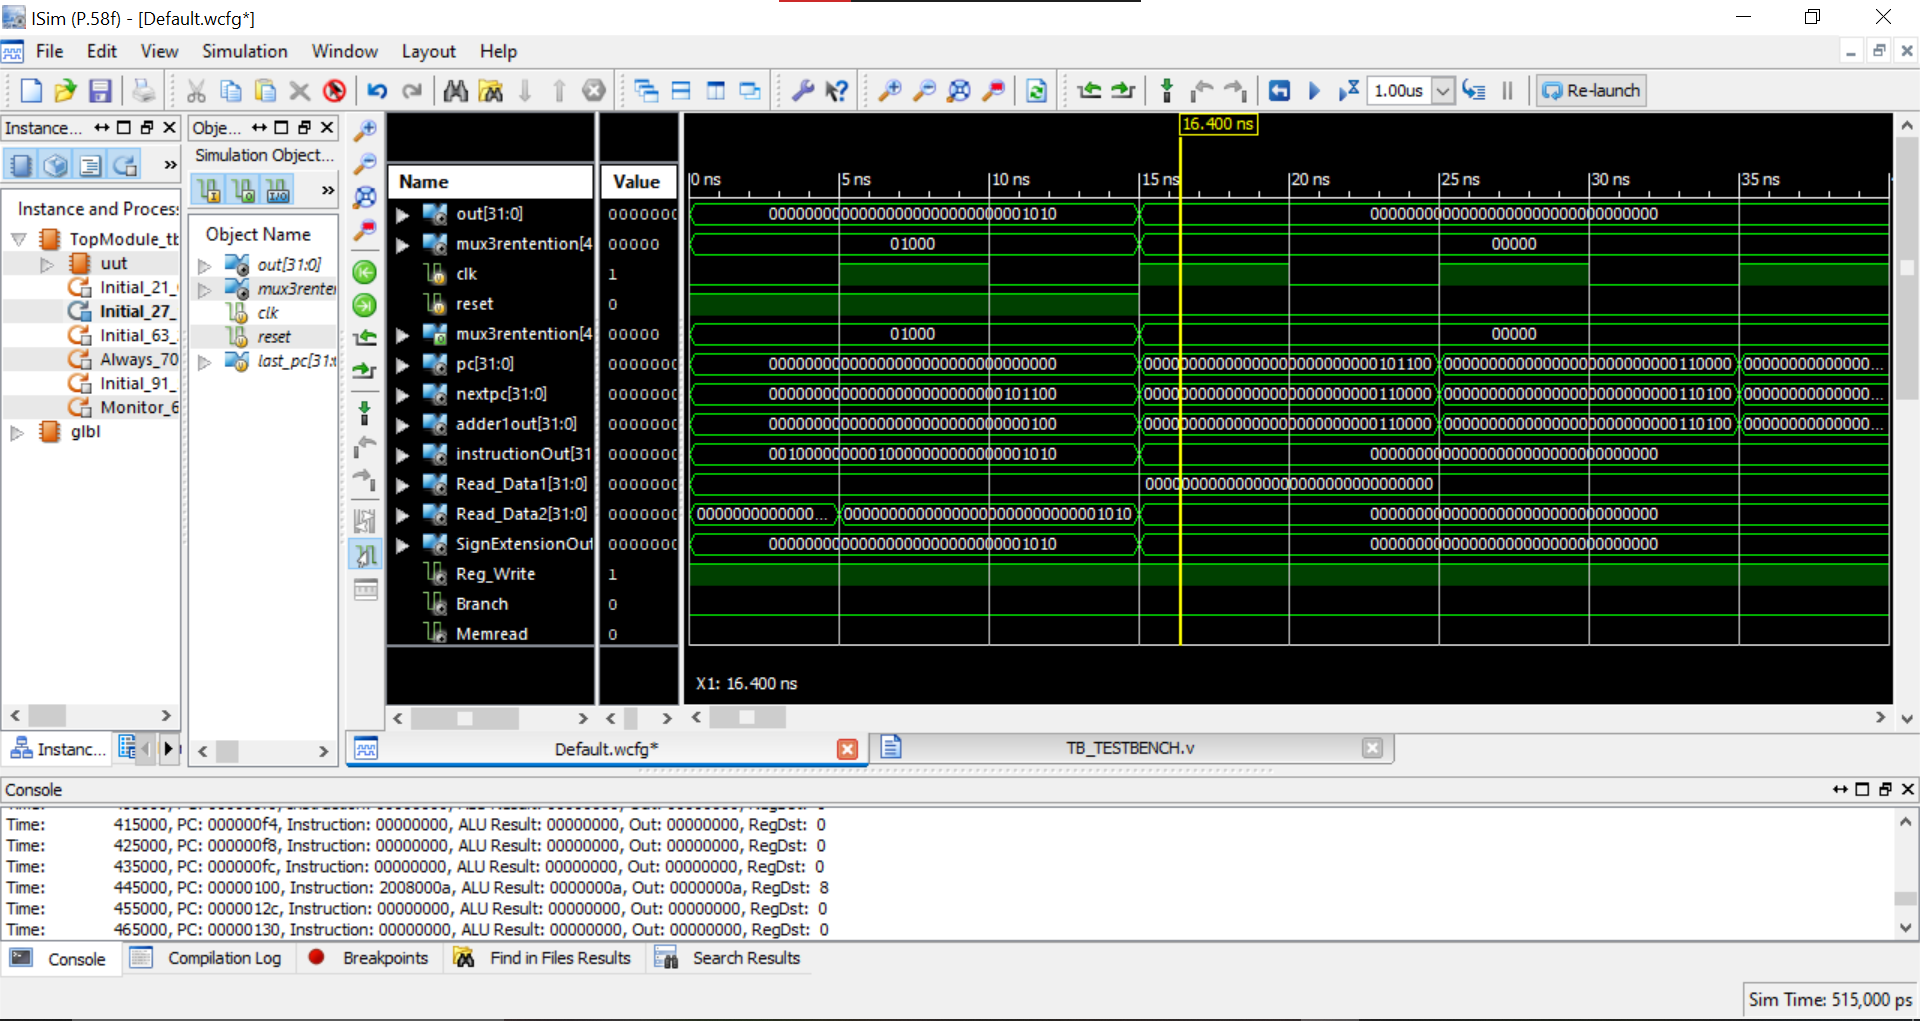 ISim (P.58f) - [Default.wcfg*]
File Edit View Simulation Window Layout Help
1.00us Re-launch
Instance... Obje...
Simulation Object...
Instance and Process
TopModule_tb
uut
Initial_21_
Initial_27_
Initial_63_
Always_70
Initial_91_
Monitor_6
glbl
Object Name
out[31:0]
mux3renter
clk
reset
last_pc[31:
16.400 ns
Name Value 0 ns 5 ns 10 ns 15 ns 20 ns 25 ns 30 ns 35 ns
out[31:0] 0000000 00000000000000000000000000001010 00000000000000000000000000000000
mux3rentention[4 00000 01000 00000
clk 1
reset 0
mux3rentention[4 00000 01000 00000
pc[31:0] 0000000 00000000000000000000000000000000 00000000000000000000000000101100 00000000000000000000000000110000 00000000000000...
nextpc[31:0] 0000000 00000000000000000000000000101100 00000000000000000000000000110000 00000000000000000000000000110100 00000000000000...
adder1out[31:0] 0000000 00000000000000000000000000000100 00000000000000000000000000110000 00000000000000000000000000110100 00000000000000...
instructionOut[31 0000000 00100000000010000000000000001010 00000000000000000000000000000000
Read_Data1[31:0] 0000000 00000000000000000000000000000000
Read_Data2[31:0] 0000000 0000000000000... 00000000000000000000000000001010 00000000000000000000000000000000
SignExtensionOut 0000000 00000000000000000000000000001010 00000000000000000000000000000000
Reg_Write 1
Branch 0
Memread 0
X1: 16.400 ns
Instanc... Default.wcfg* TB_TESTBENCH.v
Console
Time: 415000, PC: 000000f4, Instruction: 00000000, ALU Result: 00000000, Out: 00000000, RegDst: 0
Time: 425000, PC: 000000f8, Instruction: 00000000, ALU Result: 00000000, Out: 00000000, RegDst: 0
Time: 435000, PC: 000000fc, Instruction: 00000000, ALU Result: 00000000, Out: 00000000, RegDst: 0
Time: 445000, PC: 00000100, Instruction: 2008000a, ALU Result: 0000000a, Out: 0000000a, RegDst: 8
Time: 455000, PC: 0000012c, Instruction: 00000000, ALU Result: 00000000, Out: 00000000, RegDst: 0
Time: 465000, PC: 00000130, Instruction: 00000000, ALU Result: 00000000, Out: 00000000, RegDst: 0
Console Compilation Log Breakpoints Find in Files Results Search Results
Sim Time: 515,000 ps